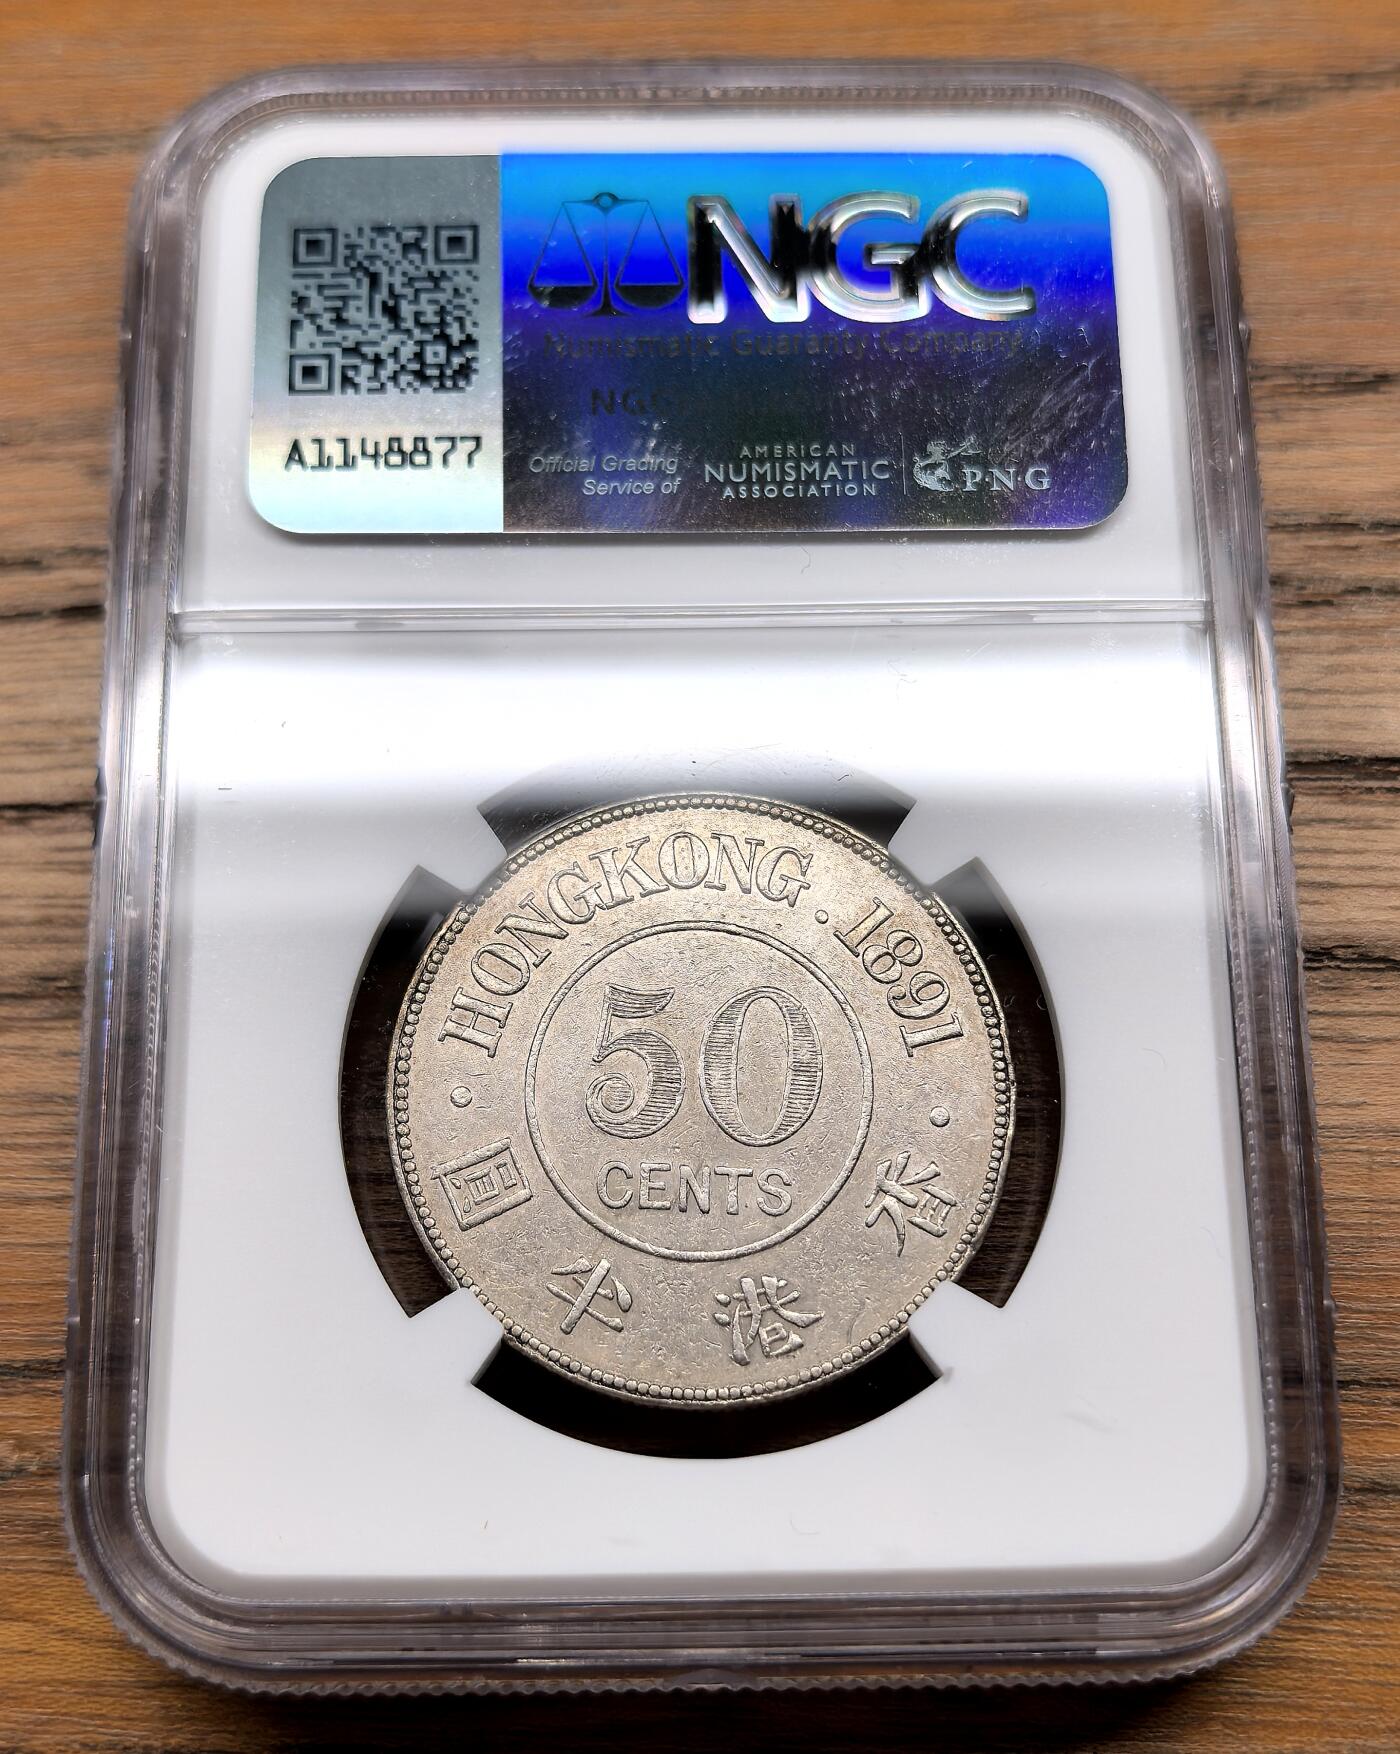 NGC
Numismatic Guaranty Company
A1148877
Official Grading
Service of
AMERICAN
NUMISMATIC
ASSOCIATION
P·N·G
·HONGKONG·1891·
50
CENTS
香港半圓